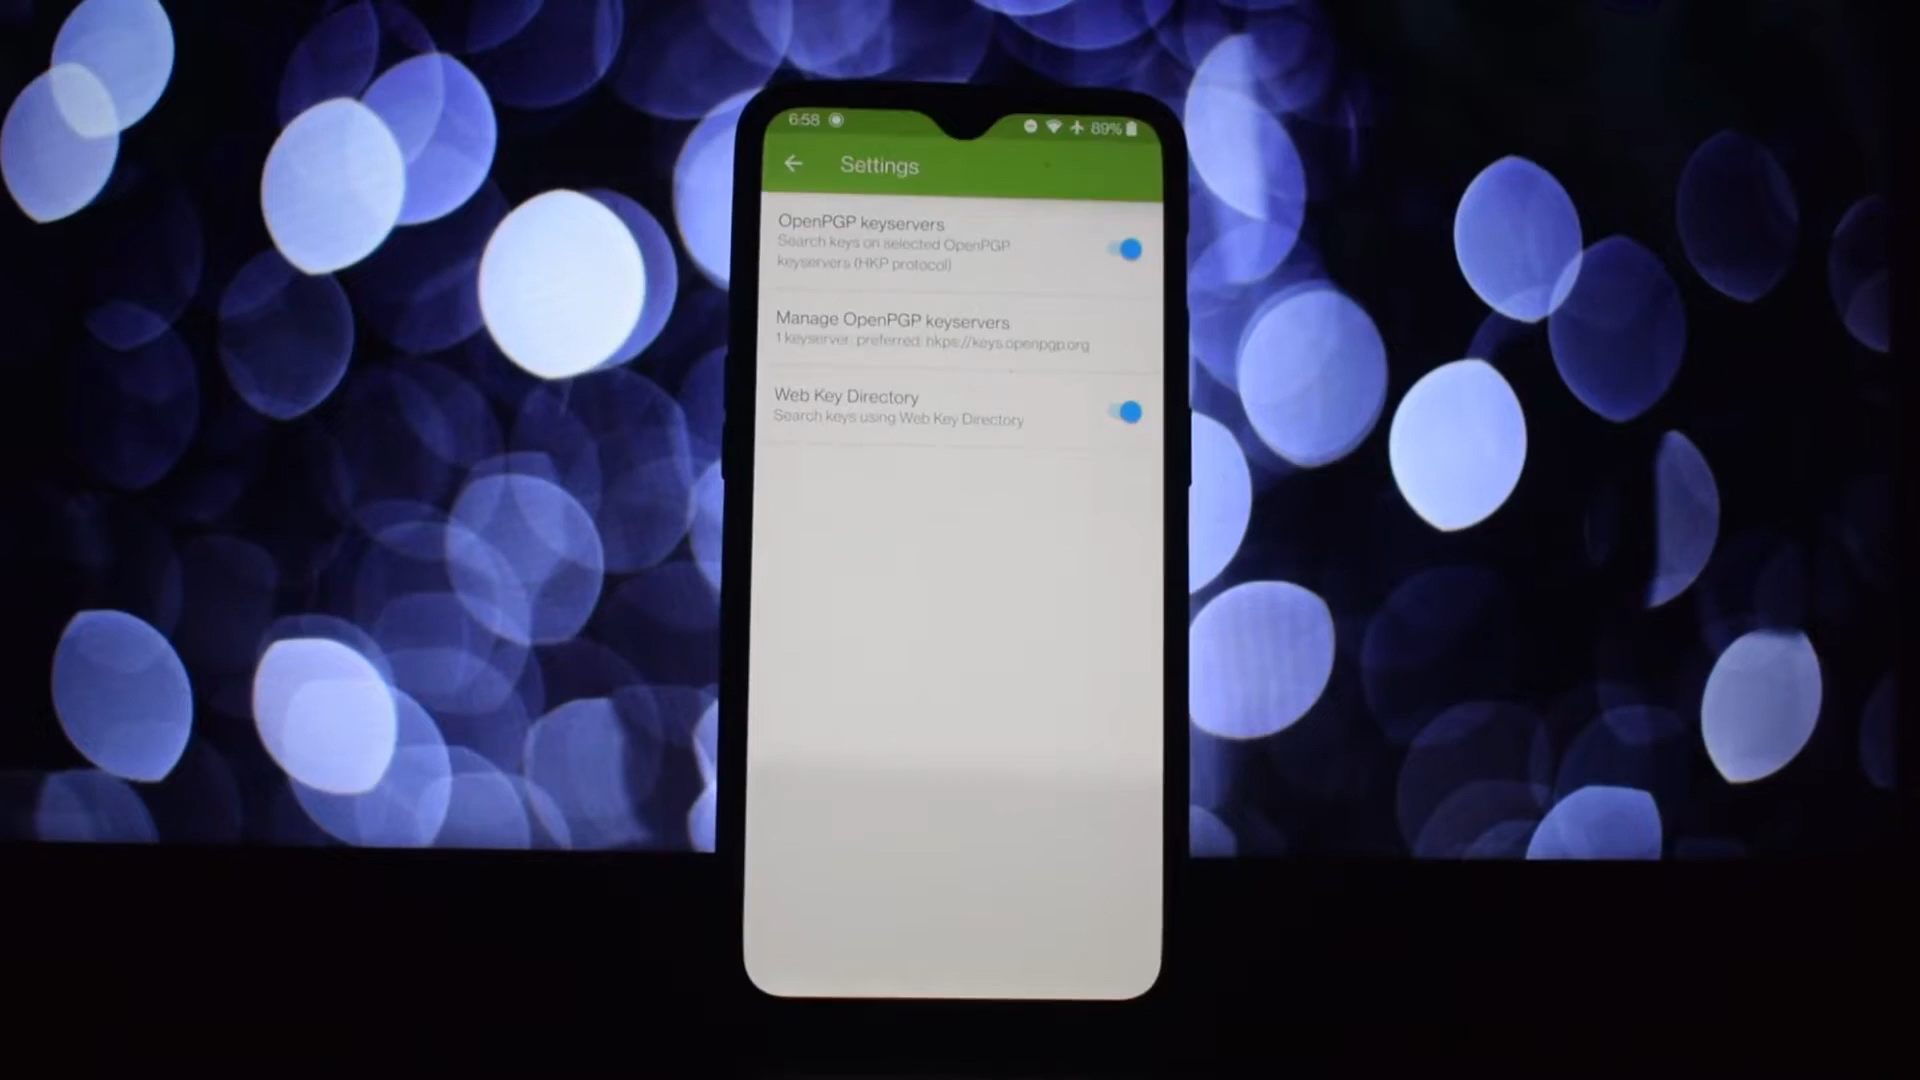 6:58
89%
Settings
OpenPGP keyservers
Search keys on selected OpenPGP
keyservers (HKP protocol)
Manage OpenPGP keyservers
1 keyserver. preferred: hkps://keys.openpgp.org
Web Key Directory
Search keys using Web Key Directory